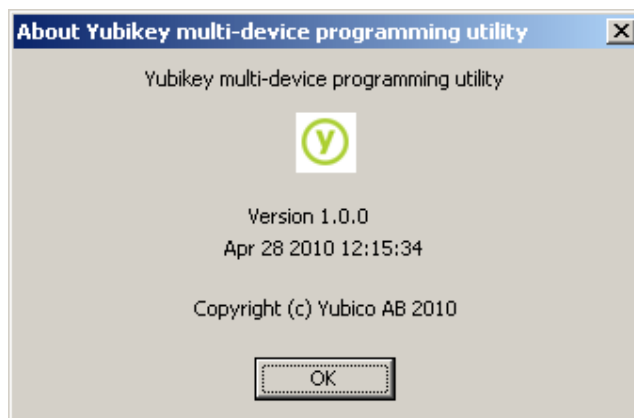 About Yubikey multi-device programming utility
Yubikey multi-device programming utility
y
Version 1.0.0
Apr 28 2010 12:15:34
Copyright (c) Yubico AB 2010
OK